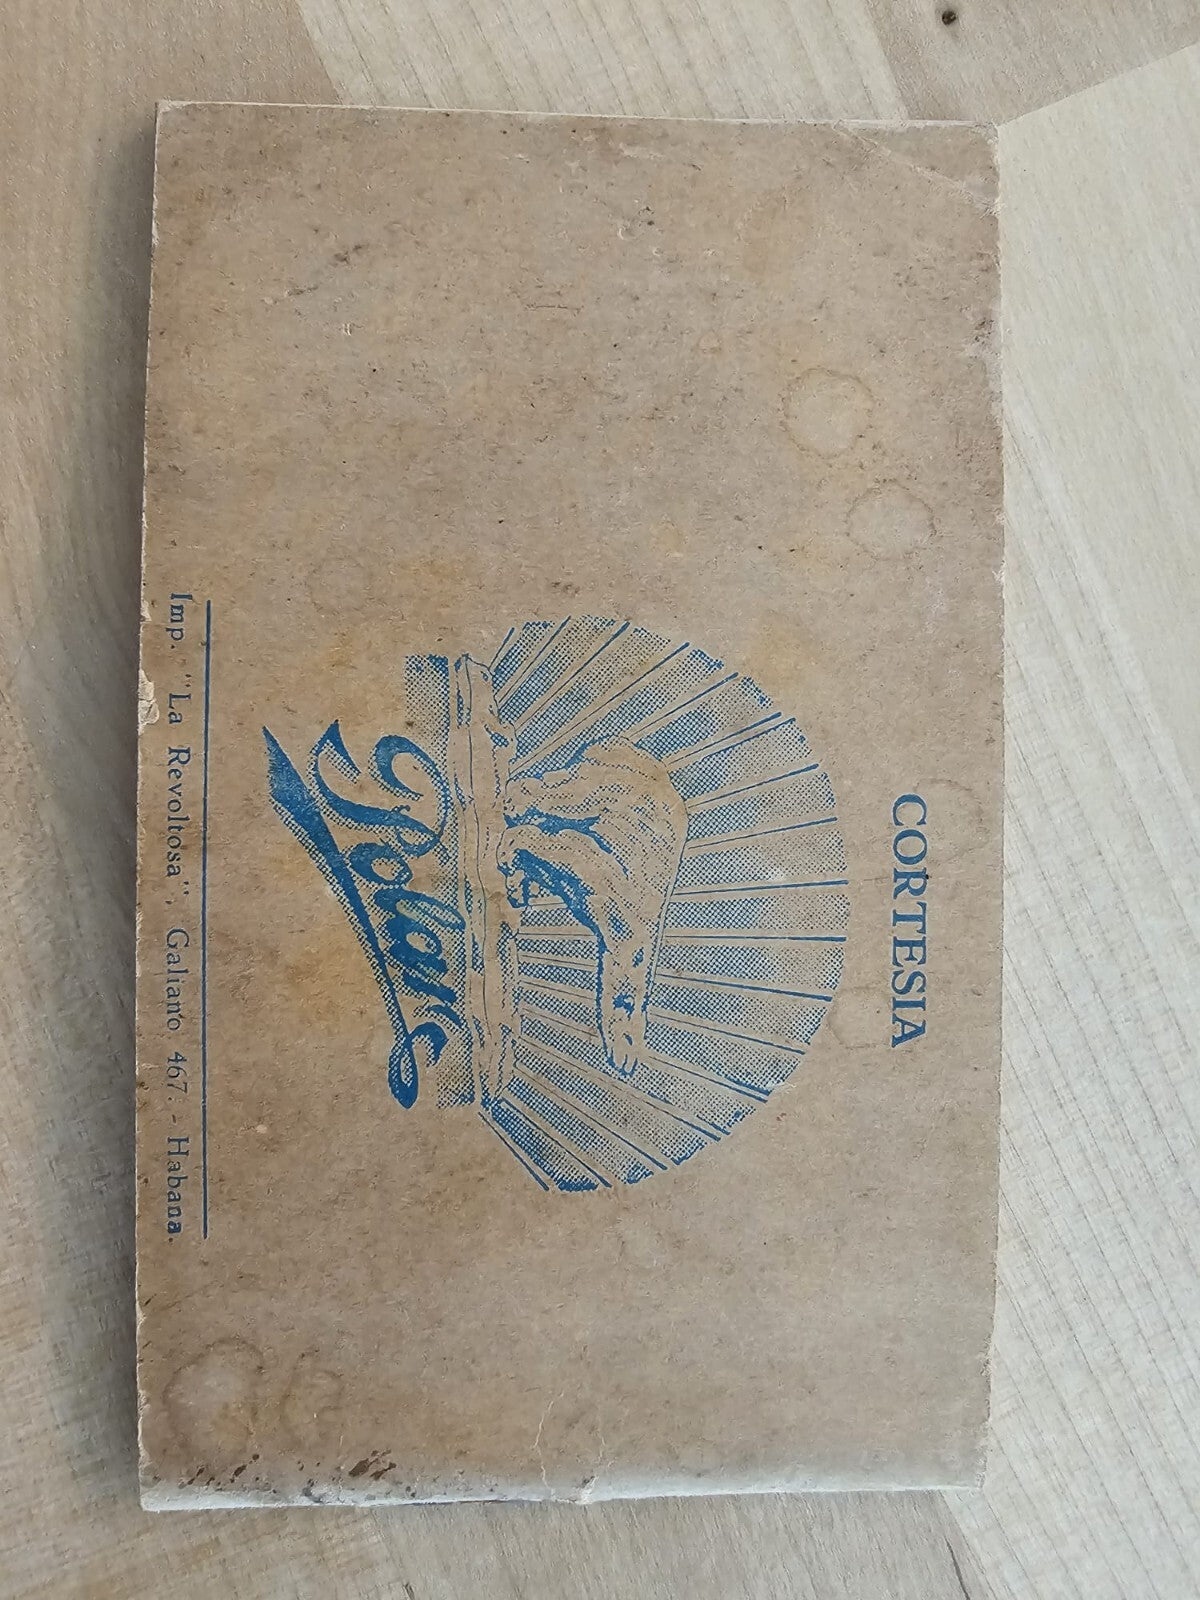 CORTESIA
Polar
Imp. "La Revoltosa", Galiano 467. - Habana.